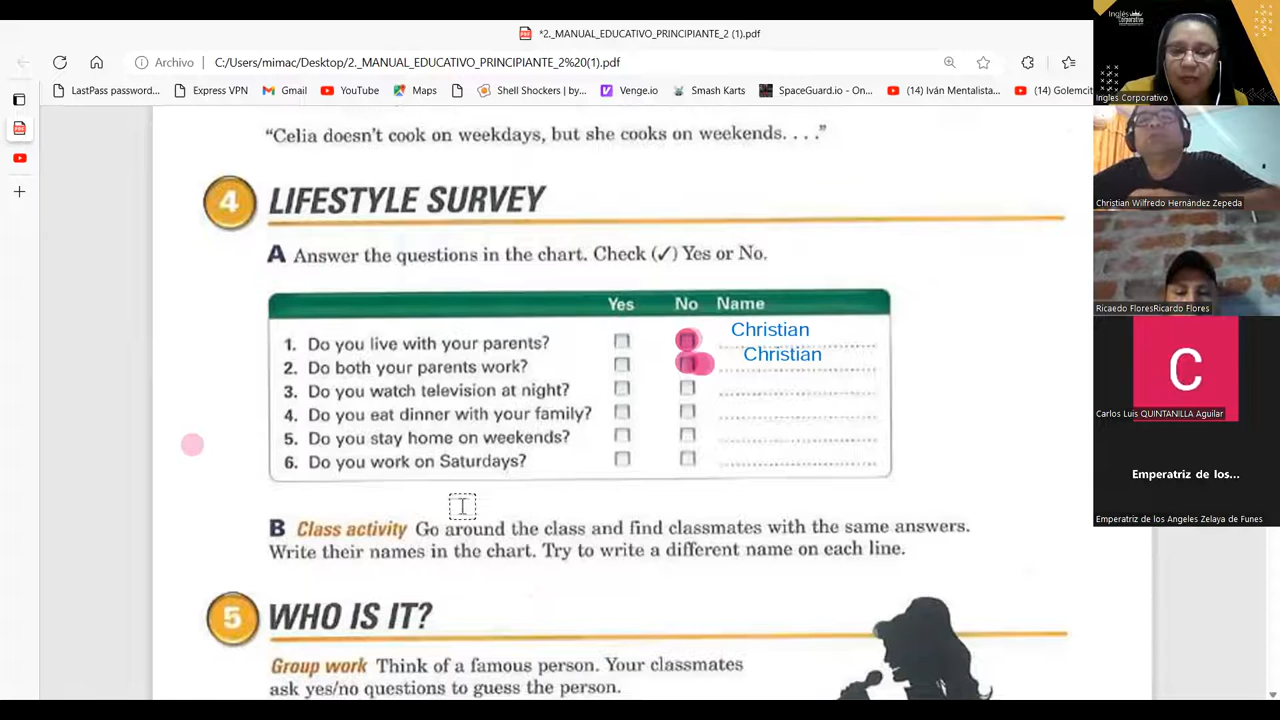 *2._MANUAL_EDUCATIVO_PRINCIPIANTE_2 (1).pdf
Archivo
C:/Users/mimac/Desktop/2._MANUAL_EDUCATIVO_PRINCIPIANTE_2%20(1).pdf
LastPass password...
Express VPN
Gmail
YouTube
Maps
Shell Shockers | by...
Venge.io
Smash Karts
SpaceGuard.io - On...
(14) Iván Mentalista...
(14) Golemcit
"Celia doesn't cook on weekdays, but she cooks on weekends. . . ."
4 LIFESTYLE SURVEY
A Answer the questions in the chart. Check (✓) Yes or No.
Yes No Name
1. Do you live with your parents? Christian
2. Do both your parents work? Christian
3. Do you watch television at night?
4. Do you eat dinner with your family?
5. Do you stay home on weekends?
6. Do you work on Saturdays?
B Class activity Go around the class and find classmates with the same answers.
Write their names in the chart. Try to write a different name on each line.
5 WHO IS IT?
Group work Think of a famous person. Your classmates
ask yes/no questions to guess the person.
Inglés
Corporativo
Ingles Corporativo
Christian Wilfredo Hernández Zepeda
Ricaedo FloresRicardo Flores
C
Carlos Luis QUINTANILLA Aguilar
Emperatriz de los...
Emperatriz de los Angeles Zelaya de Funes